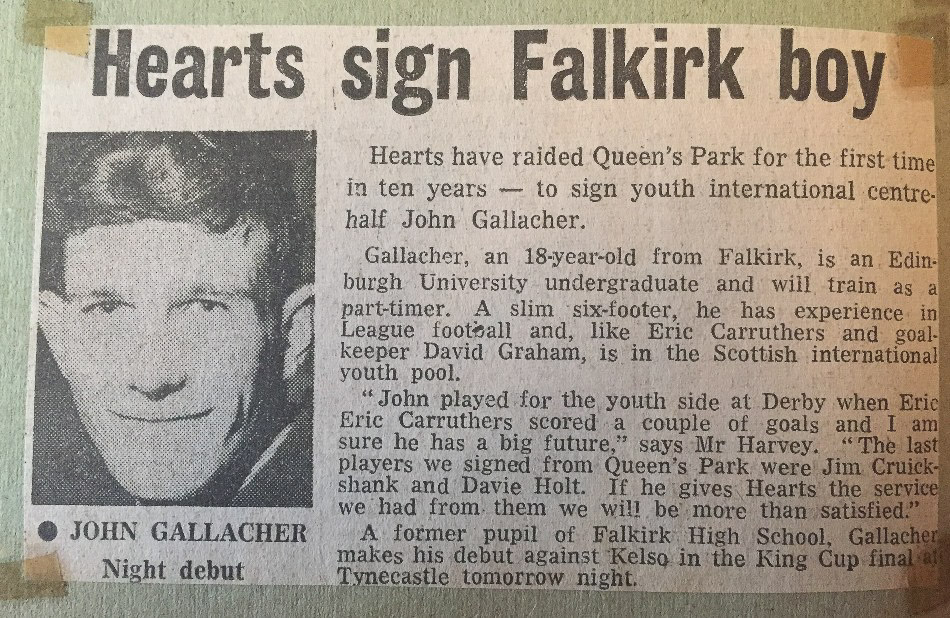 Hearts sign Falkirk boy
Hearts have raided Queen's Park for the first time
in ten years — to sign youth international centre-
half John Gallacher.
Gallacher, an 18-year-old from Falkirk, is an Edin-
burgh University undergraduate and will train as a
part-timer. A slim six-footer, he has experience in
League football and, like Eric Carruthers and goal-
keeper David Graham, is in the Scottish international
youth pool.
"John played for the youth side at Derby when Eric
Eric Carruthers scored a couple of goals and I am
sure he has a big future," says Mr Harvey. "The last
players we signed from Queen's Park were Jim Cruick-
shank and Davie Holt. If he gives Hearts the service
we had from them we will be more than satisfied."
A former pupil of Falkirk High School, Gallacher
makes his debut against Kelso in the King Cup final at
Tynecastle tomorrow night.
● JOHN GALLACHER
Night debut